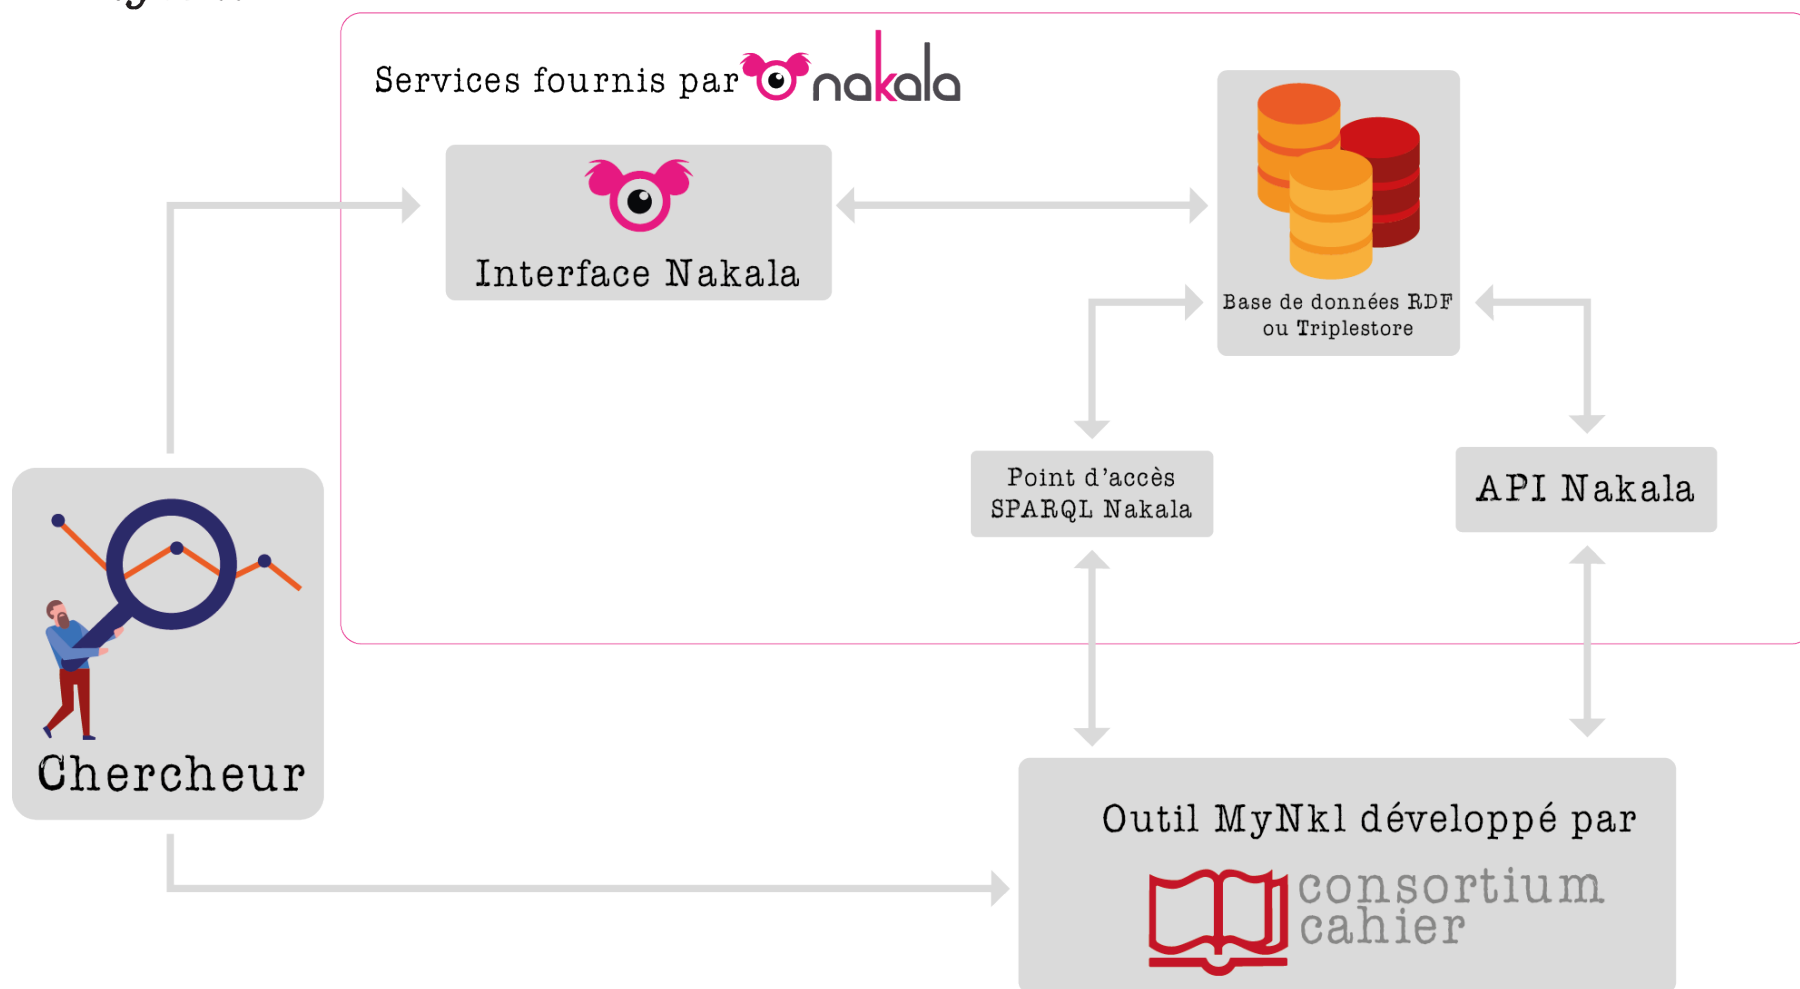 Services fournis par nakala
Interface Nakala
Base de données RDF
ou Triplestore
Point d'accès
SPARQL Nakala
API Nakala
Chercheur
Outil MyNkl développé par
consortium
cahier